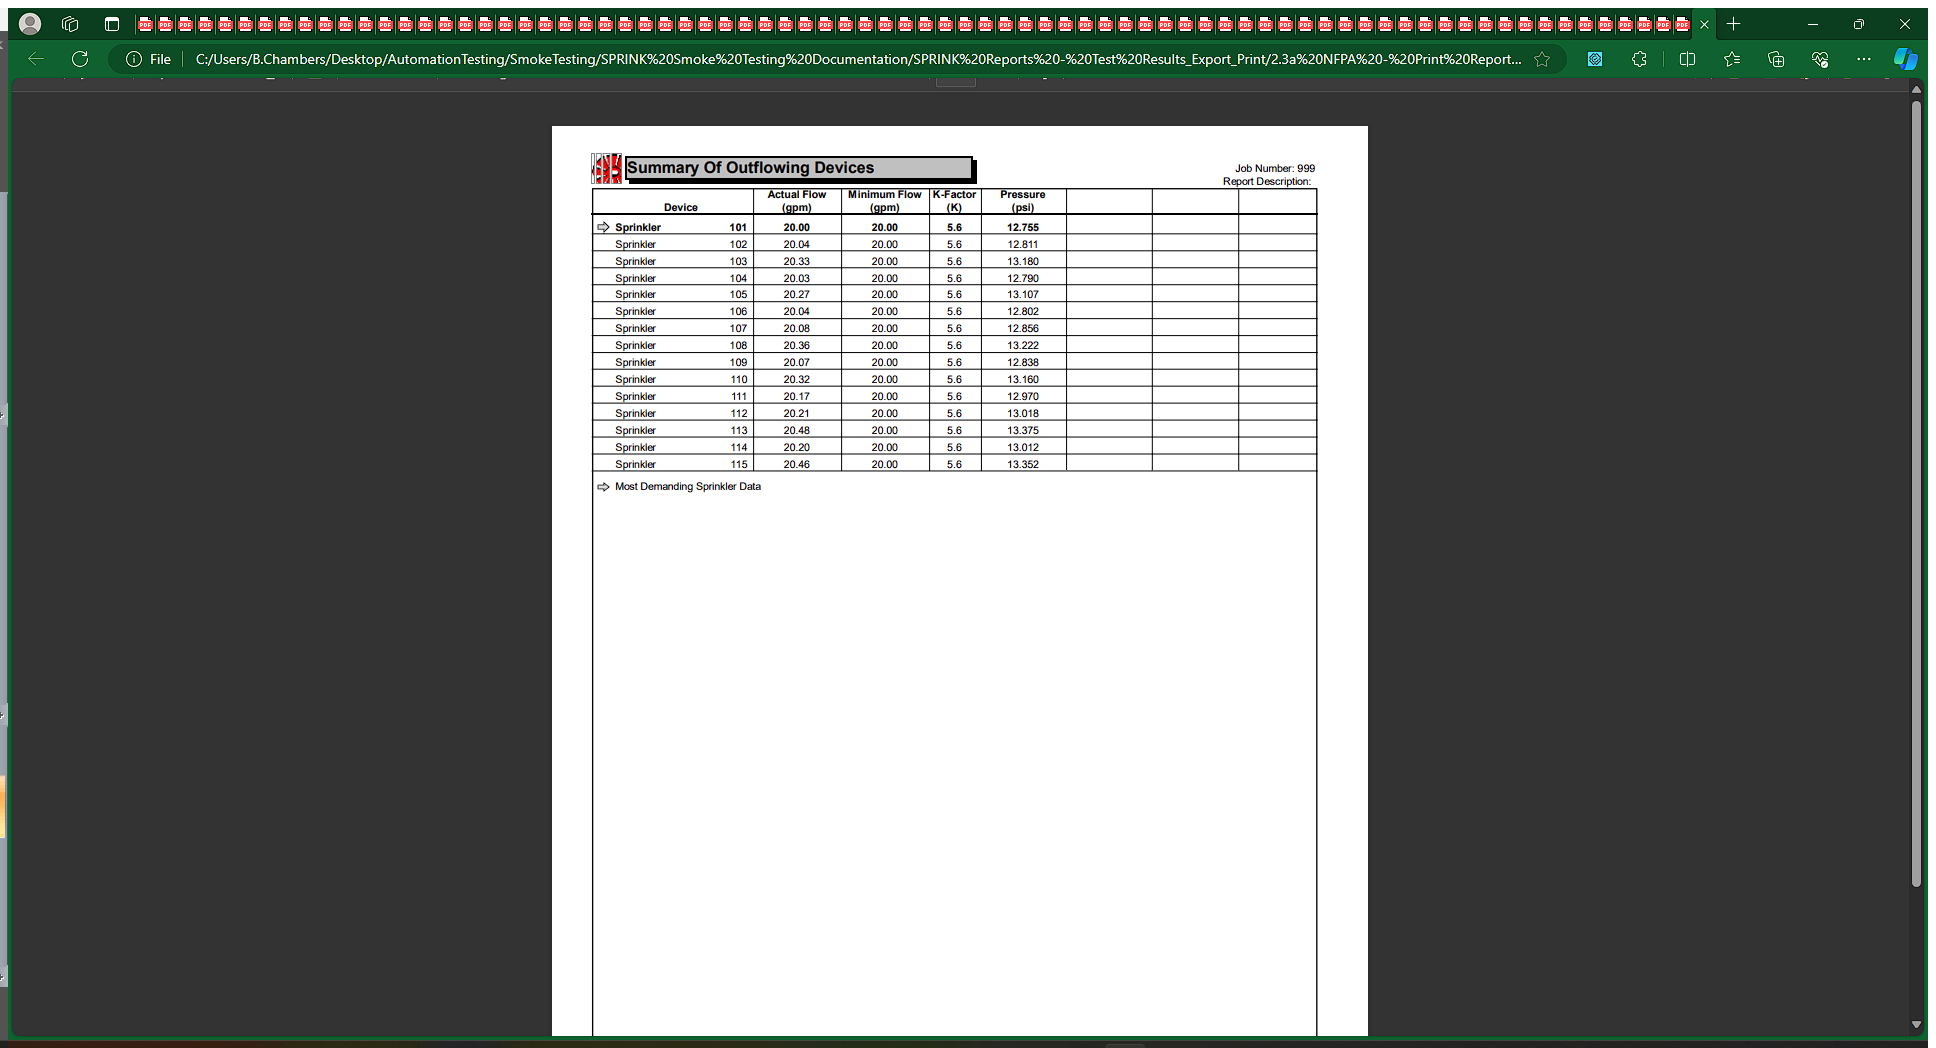 File C:/Users/B.Chambers/Desktop/AutomationTesting/SmokeTesting/SPRINK%20Smoke%20Testing%20Documentation/SPRINK%20Reports%20-%20Test%20Results_Export_Print/2.3a%20NFPA%20-%20Print%20Report...
Summary Of Outflowing Devices
Job Number: 999
Report Description:
Device Actual Flow (gpm) Minimum Flow (gpm) K-Factor (K) Pressure (psi)
Sprinkler 101 20.00 20.00 5.6 12.755
Sprinkler 102 20.04 20.00 5.6 12.811
Sprinkler 103 20.33 20.00 5.6 13.180
Sprinkler 104 20.03 20.00 5.6 12.790
Sprinkler 105 20.27 20.00 5.6 13.107
Sprinkler 106 20.04 20.00 5.6 12.802
Sprinkler 107 20.08 20.00 5.6 12.856
Sprinkler 108 20.36 20.00 5.6 13.222
Sprinkler 109 20.07 20.00 5.6 12.838
Sprinkler 110 20.32 20.00 5.6 13.160
Sprinkler 111 20.17 20.00 5.6 12.970
Sprinkler 112 20.21 20.00 5.6 13.018
Sprinkler 113 20.48 20.00 5.6 13.375
Sprinkler 114 20.20 20.00 5.6 13.012
Sprinkler 115 20.46 20.00 5.6 13.352
Most Demanding Sprinkler Data